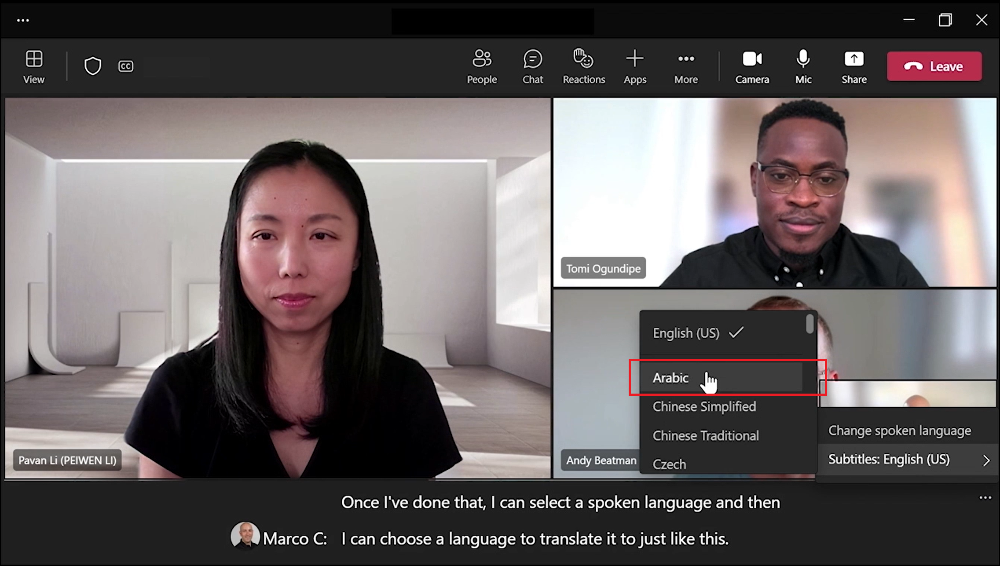 View
CC
People
Chat
Reactions
Apps
More
Camera
Mic
Share
Leave
Tomi Ogundipe
English (US)
Arabic
Chinese Simplified
Chinese Traditional
Czech
Change spoken language
Subtitles: English (US)
Pavan Li (PEIWEN LI)
Andy Beatman
Once I've done that, I can select a spoken language and then
Marco C: I can choose a language to translate it to just like this.